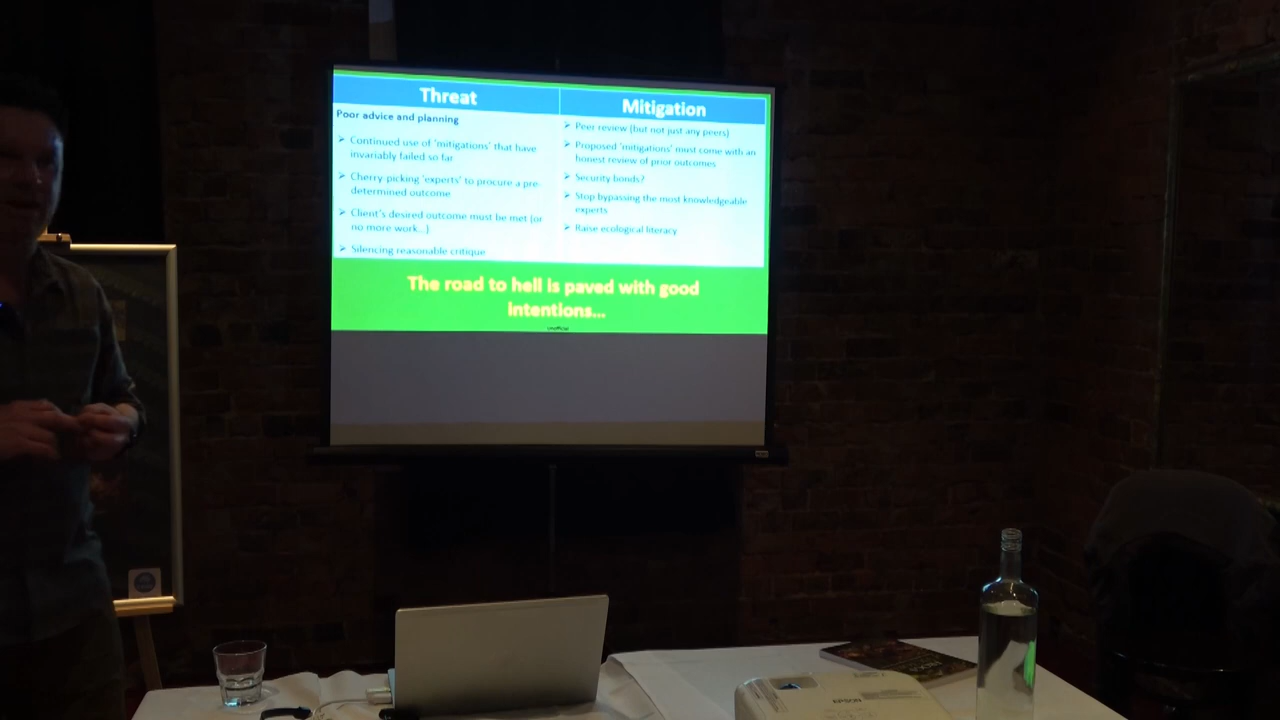 Threat
Mitigation
Poor advice and planning
➢ Continued use of 'mitigations' that have
invariably failed so far
➢ Cherry-picking 'experts' to procure a pre-
determined outcome
➢ Client's desired outcome must be met (or
no more work...)
➢ Silencing reasonable critique
➢ Peer review (but not just any peers)
➢ Proposed 'mitigations' must come with an
honest review of prior outcomes
➢ Security bonds?
➢ Stop bypassing the most knowledgeable
experts
➢ Raise ecological literacy
The road to hell is paved with good
intentions...
Unofficial
EPSON